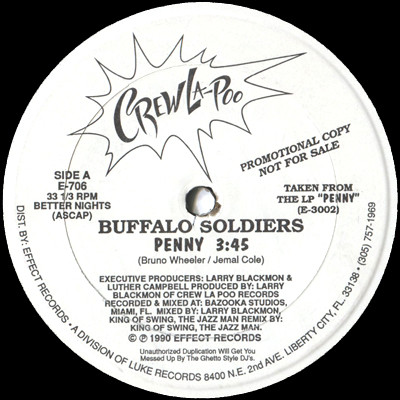 CREW LA-POO
PROMOTIONAL COPY
NOT FOR SALE
SIDE A
E-706
33 1/3 RPM
BETTER NIGHTS
(ASCAP)
TAKEN FROM
THE LP "PENNY"
(E-3002)
BUFFALO SOLDIERS
PENNY 3:45
(Bruno Wheeler / Jemal Cole)
EXECUTIVE PRODUCERS: LARRY BLACKMON &
LUTHER CAMPBELL PRODUCED BY: LARRY
BLACKMON OF CREW LA POO RECORDS
RECORDED & MIXED AT: BAZOOKA STUDIOS,
MIAMI, FL. MIXED BY: LARRY BLACKMON,
KING OF SWING, THE JAZZ MAN REMIX BY:
KING OF SWING, THE JAZZ MAN.
© ℗ 1990 EFFECT RECORDS
Unauthorized Duplication Will Get You
Messed Up By The Ghetto Style DJ's.
DIST. BY: EFFECT RECORDS • A DIVISION OF LUKE RECORDS 8400 N.E. 2nd AVE. LIBERTY CITY, FL. 33138 • (305) 757-1969